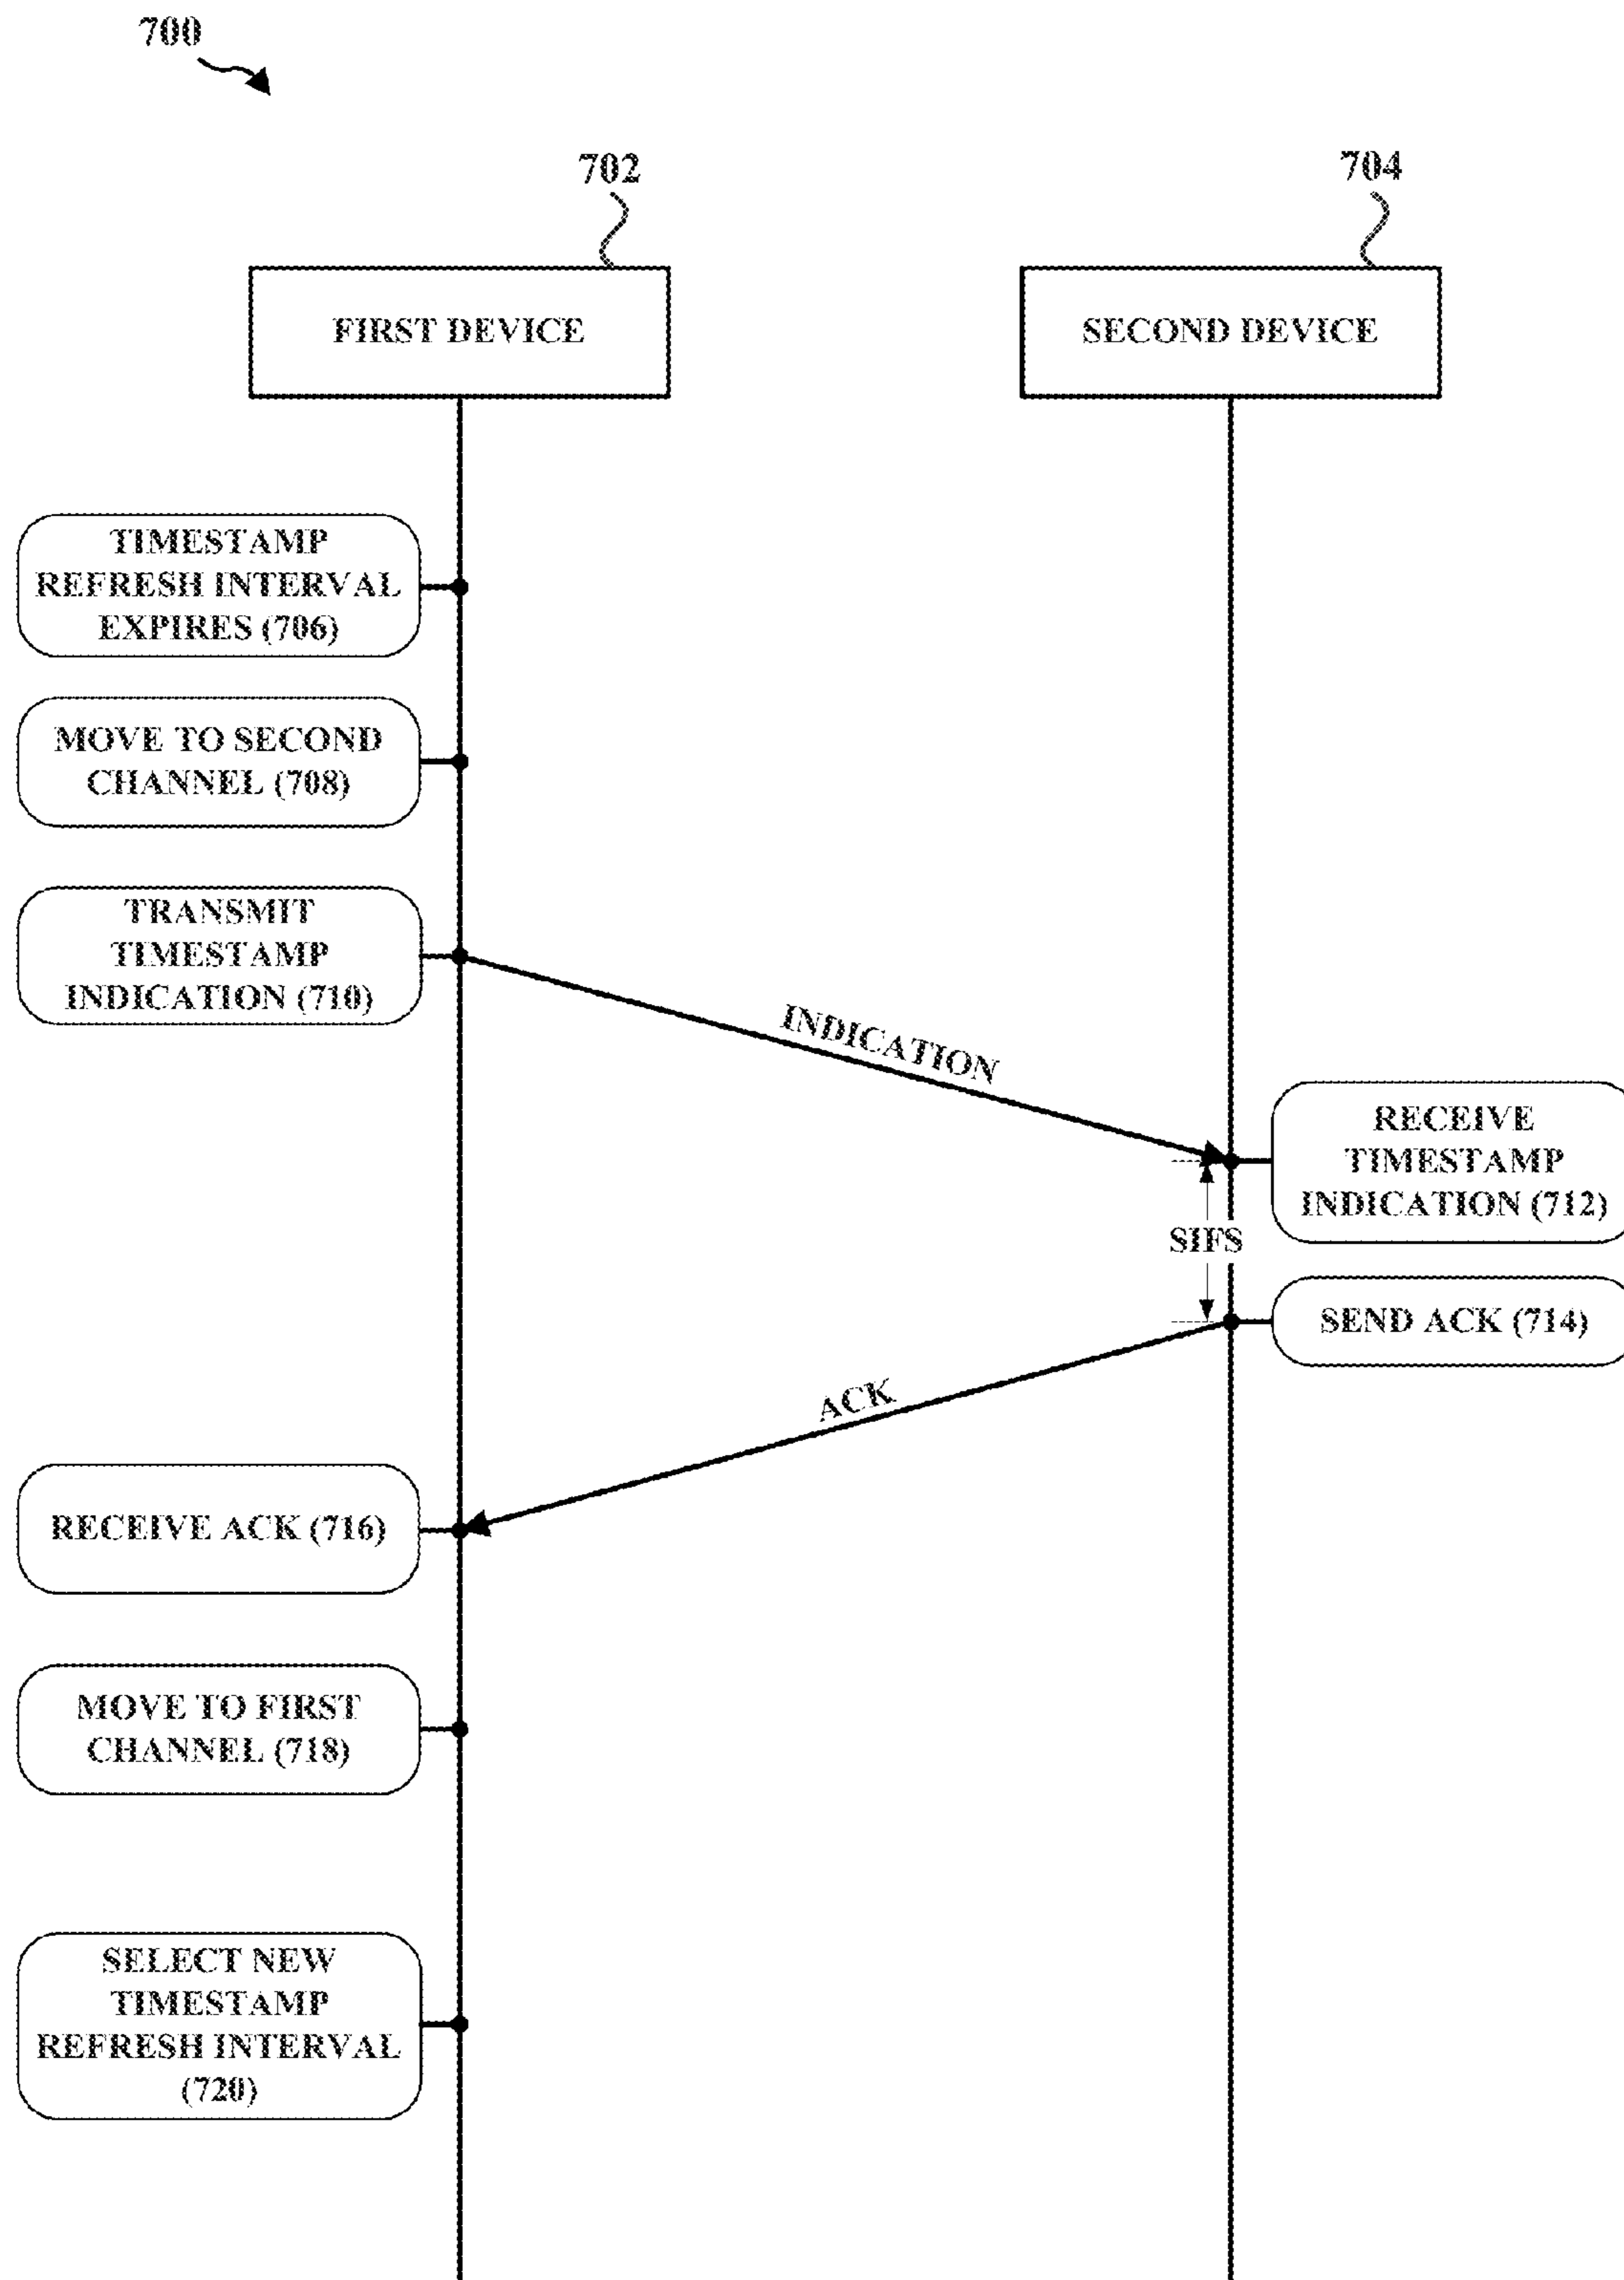 700
702
704
FIRST DEVICE
SECOND DEVICE
TIMESTAMP
REFRESH INTERVAL
EXPIRES (706)
MOVE TO SECOND
CHANNEL (708)
TRANSMIT
TIMESTAMP
INDICATION (710)
INDICATION
RECEIVE
TIMESTAMP
INDICATION (712)
SIFS
SEND ACK (714)
ACK
RECEIVE ACK (716)
MOVE TO FIRST
CHANNEL (718)
SELECT NEW
TIMESTAMP
REFRESH INTERVAL
(720)